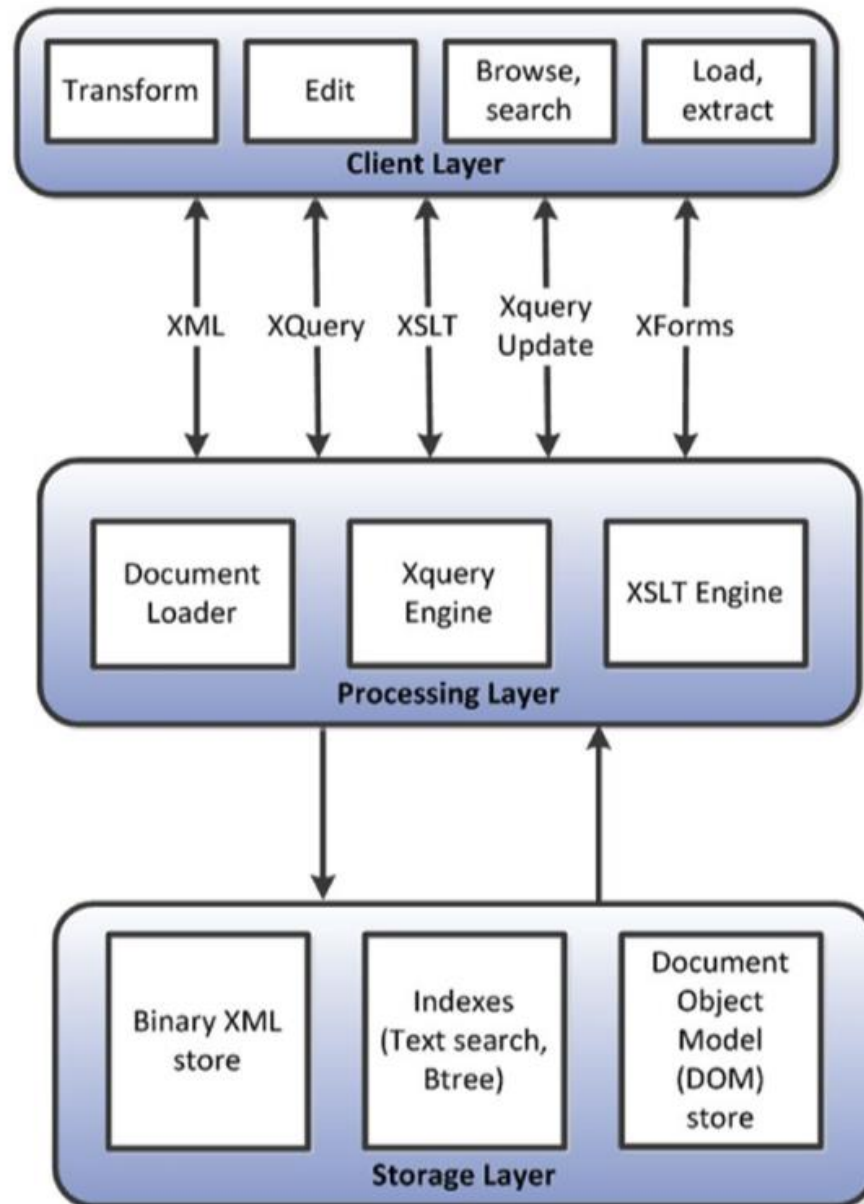 Transform
Edit
Browse,
search
Load,
extract
Client Layer
XML
XQuery
XSLT
Xquery
Update
XForms
Document
Loader
Xquery
Engine
XSLT Engine
Processing Layer
Binary XML
store
Indexes
(Text search,
Btree)
Document
Object
Model
(DOM)
store
Storage Layer